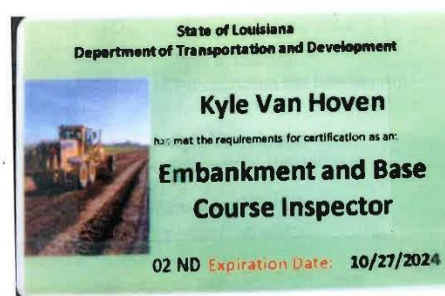 State of Louisiana
Department of Transportation and Development
Kyle Van Hoven
has met the requirements for certification as an:
Embankment and Base
Course Inspector
02 ND Expiration Date: 10/27/2024